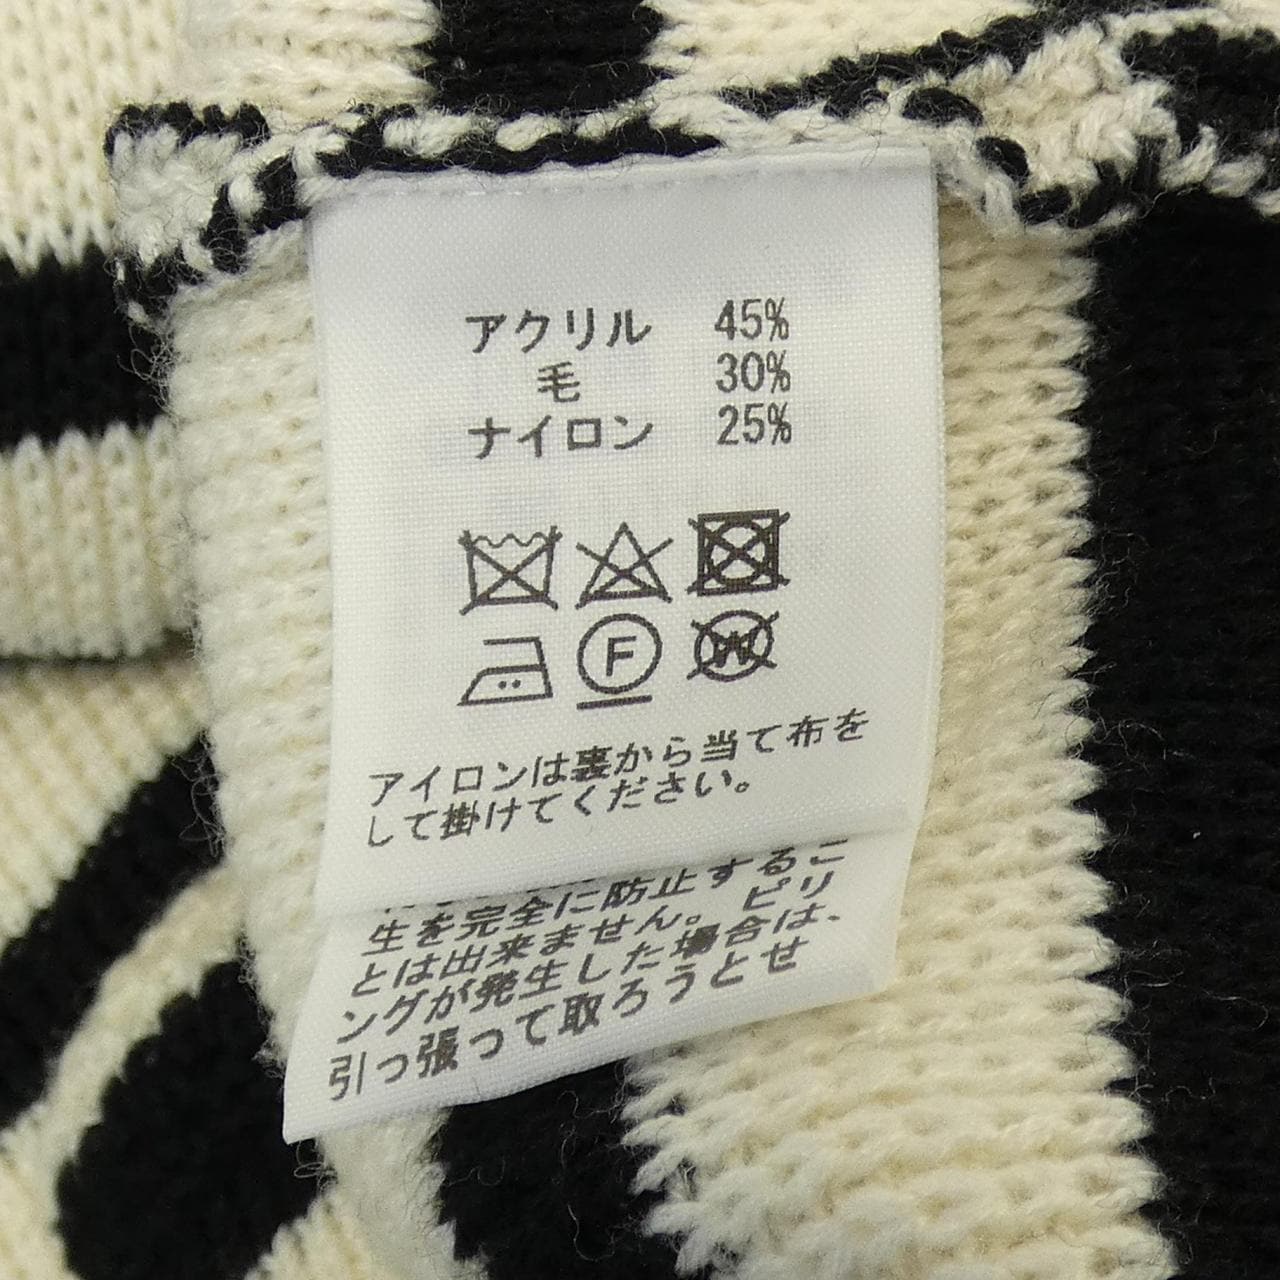 アクリル 45%
毛 30%
ナイロン 25%
F
W
アイロンは裏から当て布を
して掛けてください。
生を完全に防止するこ
とは出来ません。ピリ
ングが発生した場合は、
引っ張って取ろうとせ